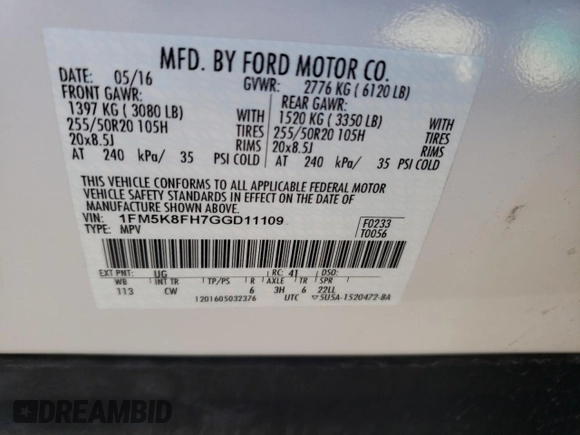 MFD. BY FORD MOTOR CO.
DATE: 05/16 GVWR: 2776 KG ( 6120 LB)
FRONT GAWR: REAR GAWR:
1397 KG ( 3080 LB) WITH 1520 KG ( 3350 LB) WITH
255/50R20 105H TIRES 255/50R20 105H TIRES
20x8.5J RIMS 20x8.5J RIMS
AT 240 kPa/ 35 PSI COLD AT 240 kPa/ 35 PSI COLD
THIS VEHICLE CONFORMS TO ALL APPLICABLE FEDERAL MOTOR
VEHICLE SAFETY STANDARDS IN EFFECT ON THE DATE OF
MANUFACTURE SHOWN ABOVE.
VIN: 1FM5K8FH7GGD11109 F0233
TYPE: MPV T0056
EXT PNT: UG RC: 41
WB INT TR TP/PS R AXLE TR SPR
113 CW 6 3H 6 22LL
1201605032376 UTC 5U5A-1520472-BA
DREAMBID